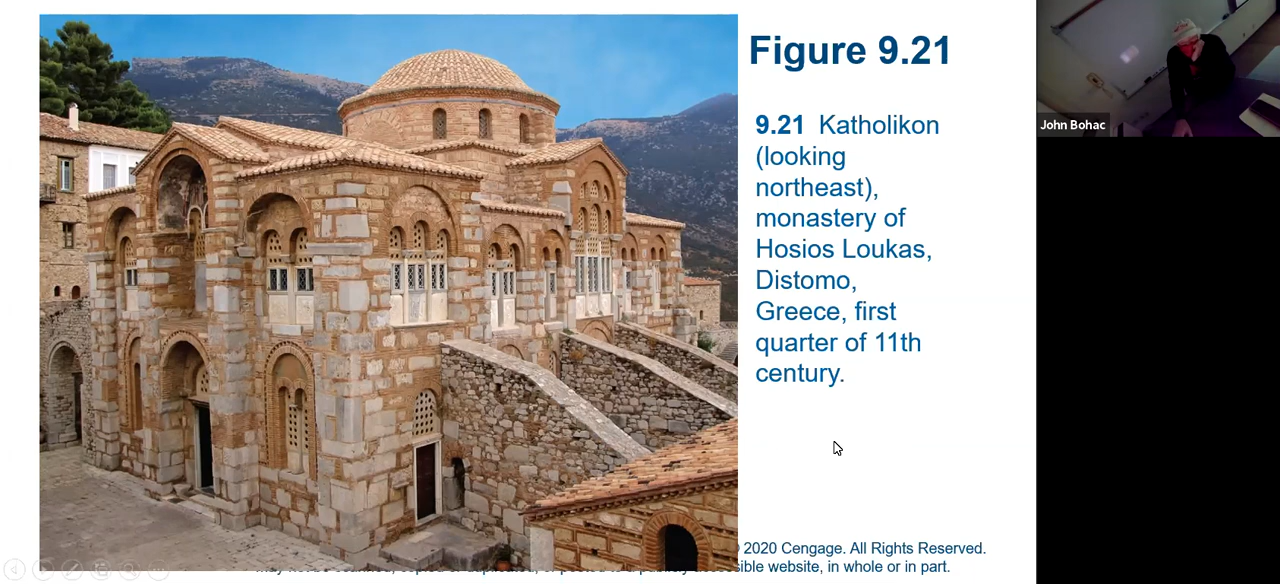 Figure 9.21
9.21 Katholikon
(looking
northeast),
monastery of
Hosios Loukas,
Distomo,
Greece, first
quarter of 11th
century.
2020 Cengage. All Rights Reserved.
website, in whole or in part.
John Bohac